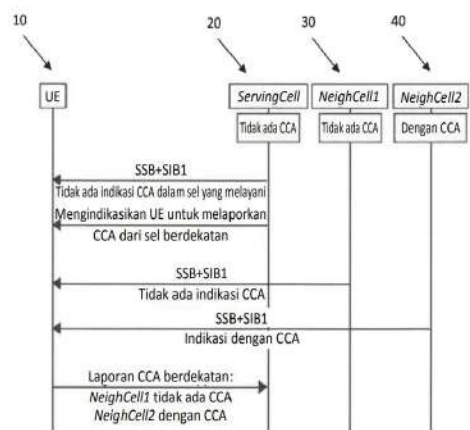 10
20
30
40
UE
ServingCell
NeighCell1
NeighCell2
Tidak ada CCA
Tidak ada CCA
Dengan CCA
SSB+SIB1
Tidak ada indikasi CCA dalam sel yang melayani
Mengindikasikan UE untuk melaporkan
CCA dari sel berdekatan
SSB+SIB1
Tidak ada indikasi CCA
SSB+SIB1
Indikasi dengan CCA
Laporan CCA berdekatan:
NeighCell1 tidak ada CCA
NeighCell2 dengan CCA